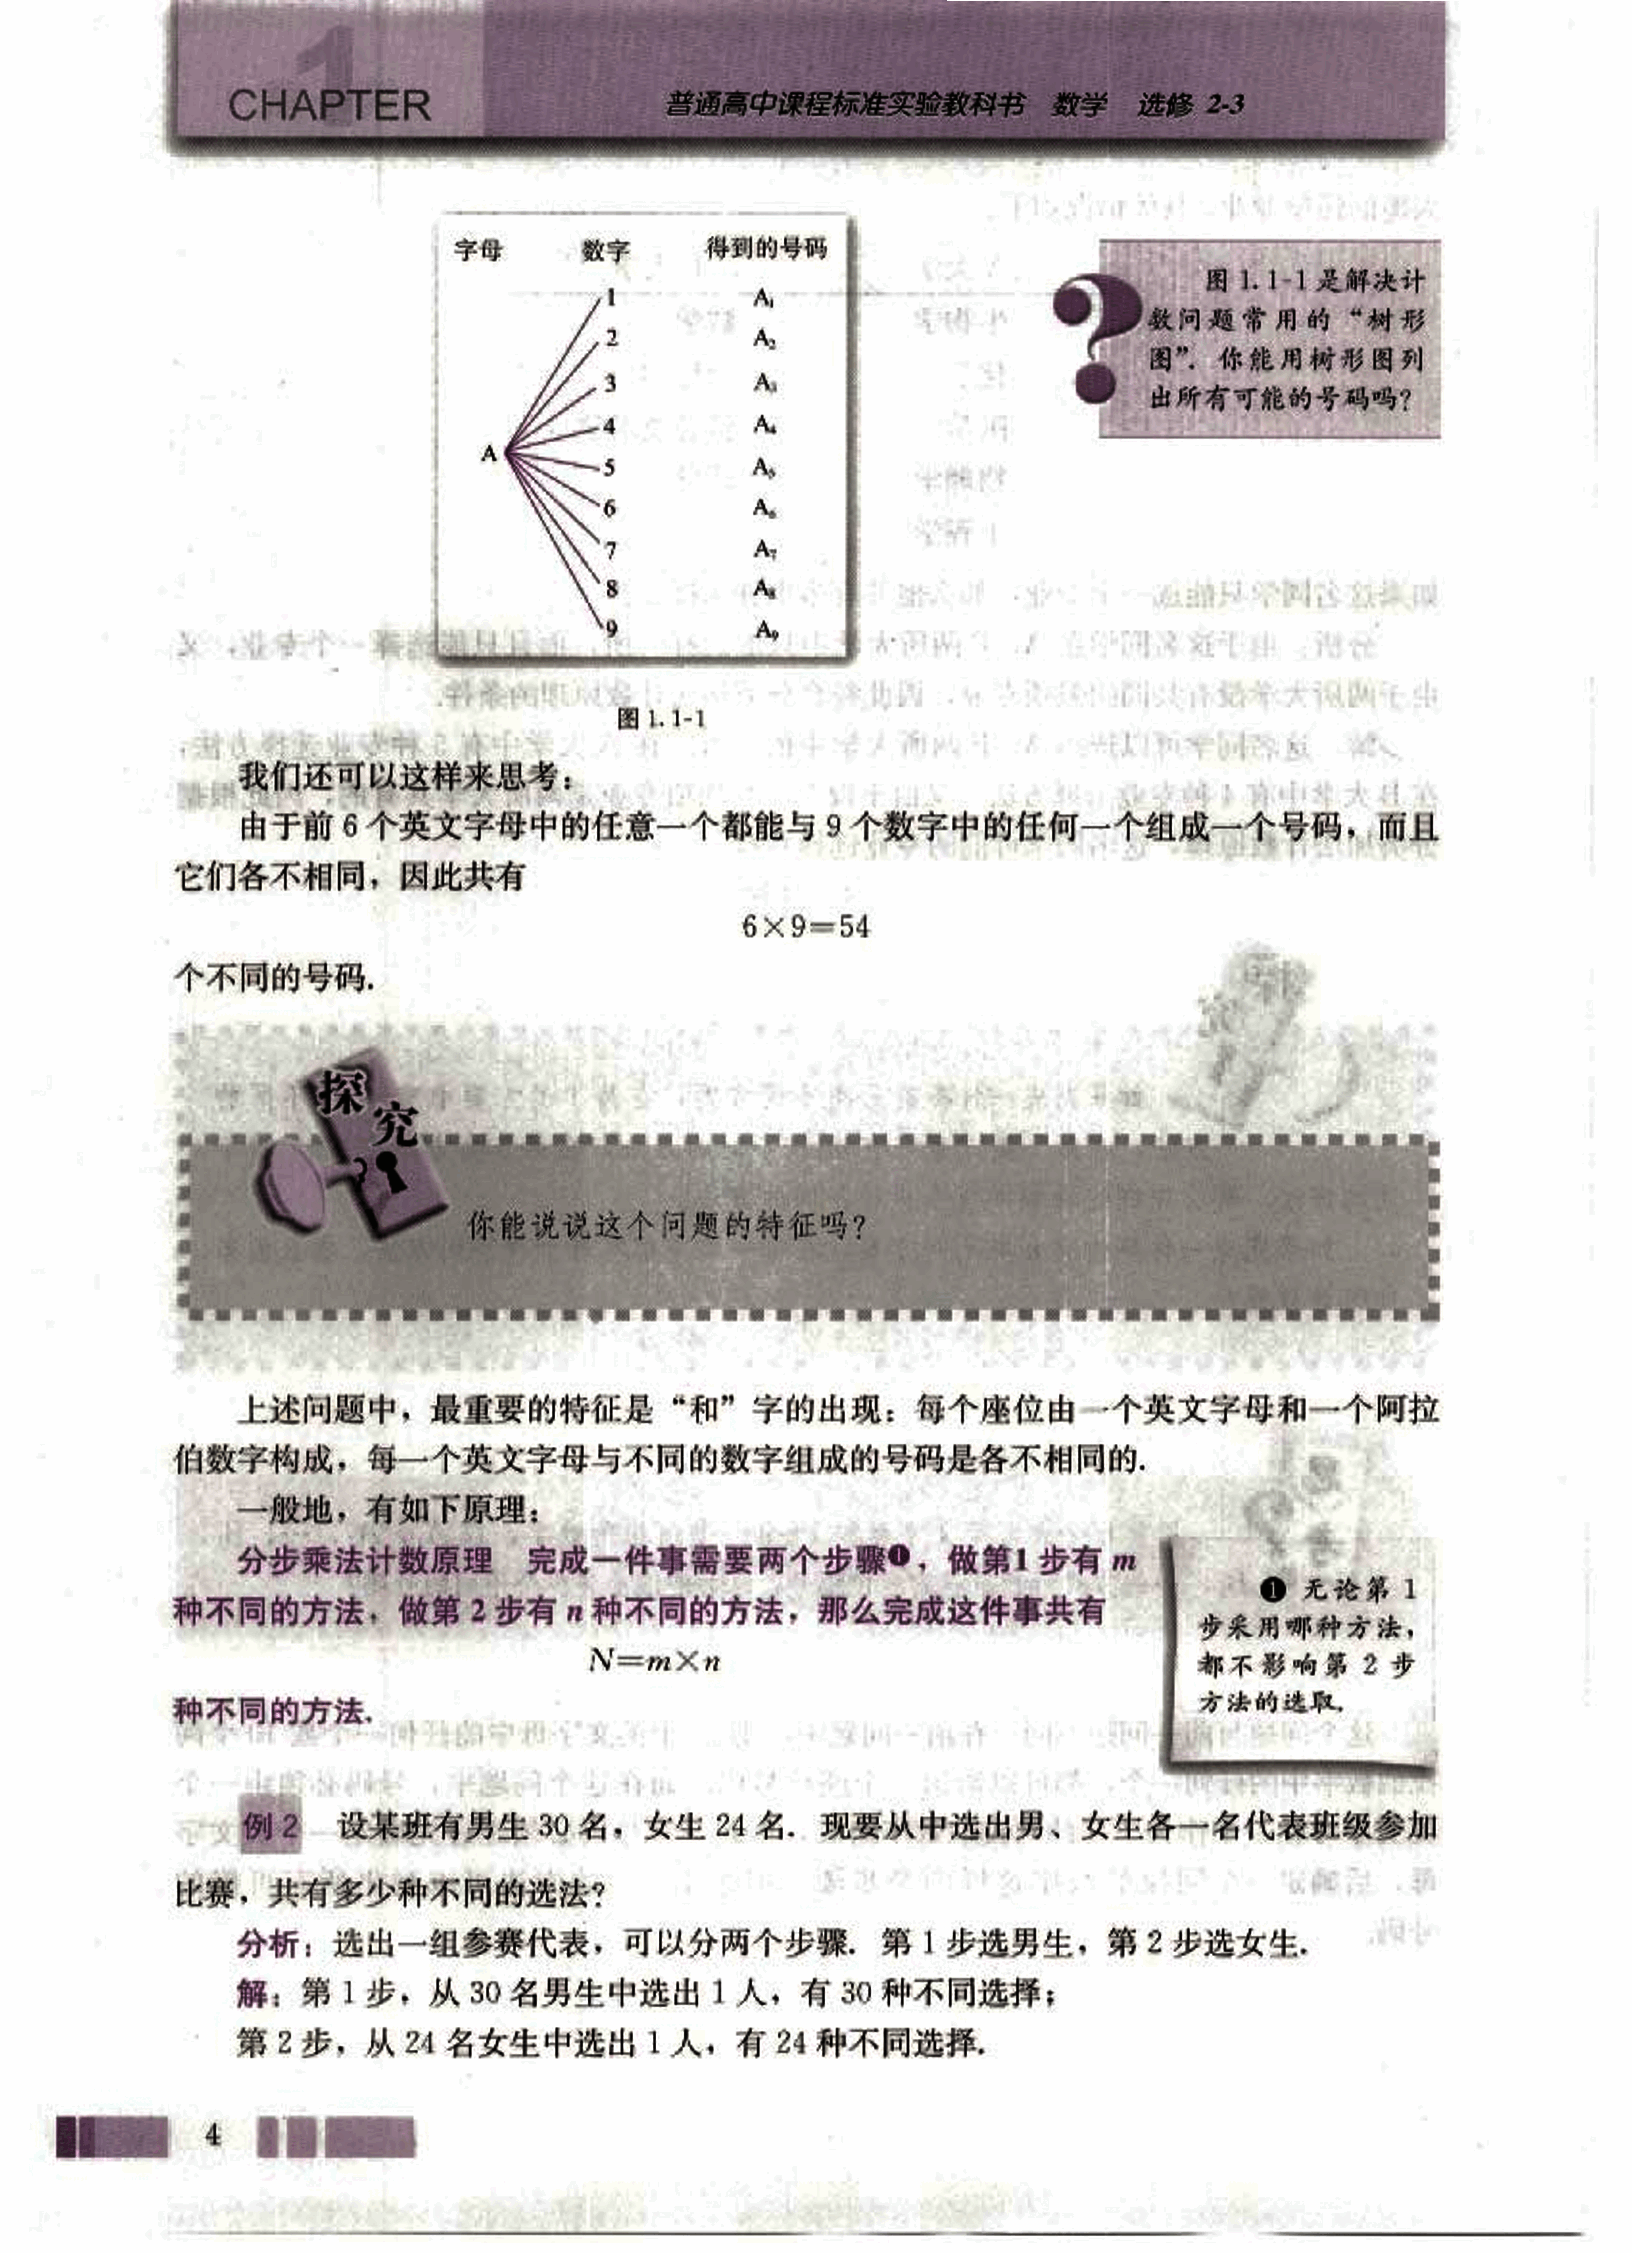 1
CHAPTER
普通高中课程标准实验教科书 数学 选修 2-3
字母 数字 得到的号码
1 A₁
2 A₂
3 A₃
4 A₄
A
5 A₅
6 A₆
7 A₇
8 A₈
9 A₉
图 1.1-1
图 1.1-1 是解决计
数问题常用的“树形
图”. 你能用树形图列
出所有可能的号码吗?
我们还可以这样来思考:
由于前 6 个英文字母中的任意一个都能与 9 个数字中的任何一个组成一个号码，而且
它们各不相同，因此共有
6×9=54
个不同的号码.
探究
你能说说这个问题的特征吗?
上述问题中，最重要的特征是“和”字的出现：每个座位由一个英文字母和一个阿拉
伯数字构成，每一个英文字母与不同的数字组成的号码是各不相同的.
一般地，有如下原理:
分步乘法计数原理 完成一件事需要两个步骤❶，做第1 步有 m
种不同的方法，做第 2 步有 n 种不同的方法，那么完成这件事共有
N=m×n
种不同的方法.
❶ 无论第 1
步采用哪种方法，
都不影响第 2 步
方法的选取.
例 2 设某班有男生 30 名，女生 24 名. 现要从中选出男、女生各一名代表班级参加
比赛，共有多少种不同的选法?
分析：选出一组参赛代表，可以分两个步骤. 第 1 步选男生，第 2 步选女生.
解：第 1 步，从 30 名男生中选出 1 人，有 30 种不同选择;
第 2 步，从 24 名女生中选出 1 人，有 24 种不同选择.
4